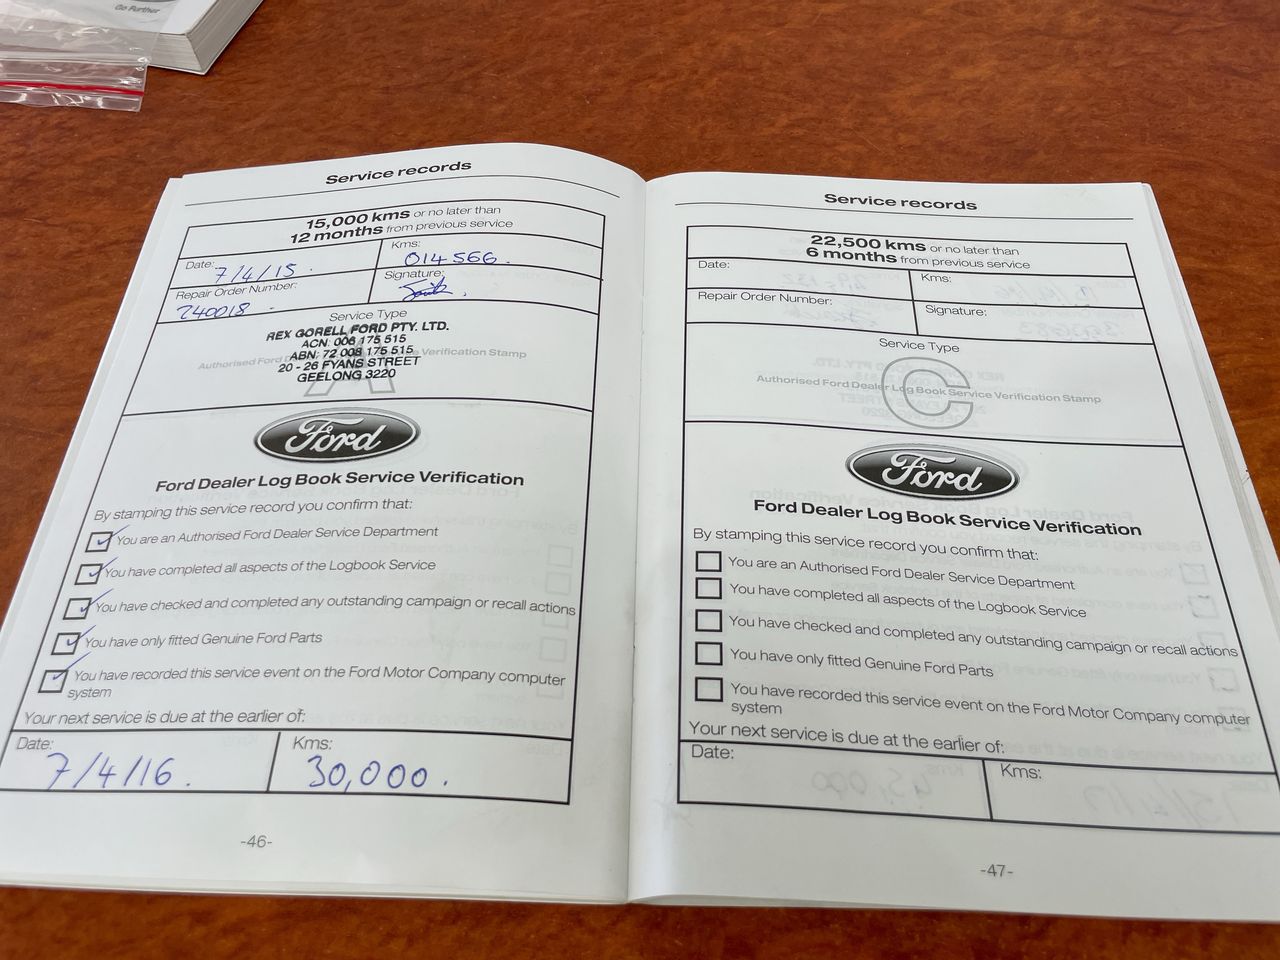 Go Further
Service records
15,000 kms or no later than
12 months from previous service
Date: 7/4/15.
Kms: 014566.
Repair Order Number: 240018
Signature:
Service Type
REX GORELL FORD PTY. LTD.
ACN: 006 175 515
ABN: 72 008 175 515
20 - 26 FYANS STREET
GEELONG 3220
A
Authorised Ford Verification Stamp
Ford
Ford Dealer Log Book Service Verification
By stamping this service record you confirm that:
You are an Authorised Ford Dealer Service Department
You have completed all aspects of the Logbook Service
You have checked and completed any outstanding campaign or recall actions
You have only fitted Genuine Ford Parts
You have recorded this service event on the Ford Motor Company computer
system
Your next service is due at the earlier of:
Date: 7/4/16.
Kms: 30,000.
-46-
Service records
22,500 kms or no later than
6 months from previous service
Date:
Kms:
Repair Order Number:
Signature:
Service Type
C
Authorised Ford Dealer Log Book Service Verification Stamp
Ford
Ford Dealer Log Book Service Verification
By stamping this service record you confirm that:
You are an Authorised Ford Dealer Service Department
You have completed all aspects of the Logbook Service
You have checked and completed any outstanding campaign or recall actions
You have only fitted Genuine Ford Parts
You have recorded this service event on the Ford Motor Company computer
system
Your next service is due at the earlier of:
Date:
Kms:
-47-